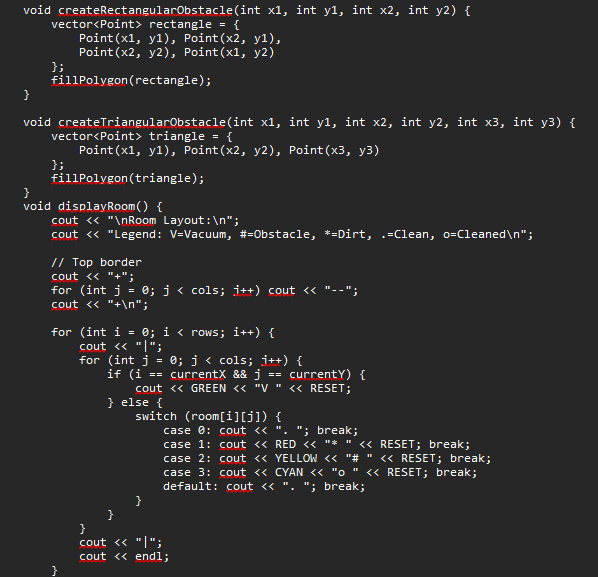 void createRectangularObstacle(int x1, int y1, int x2, int y2) {
vector<Point> rectangle = {
Point(x1, y1), Point(x2, y1),
Point(x2, y2), Point(x1, y2)
};
fillPolygon(rectangle);
}
void createTriangularObstacle(int x1, int y1, int x2, int y2, int x3, int y3) {
vector<Point> triangle = {
Point(x1, y1), Point(x2, y2), Point(x3, y3)
};
fillPolygon(triangle);
}
void displayRoom() {
cout << "\nRoom Layout:\n";
cout << "Legend: V=Vacuum, #=Obstacle, *=Dirt, .=Clean, o=Cleaned\n";
// Top border
cout << "+";
for (int j = 0; j < cols; j++) cout << "--";
cout << "+\n";
for (int i = 0; i < rows; i++) {
cout << "|";
for (int j = 0; j < cols; j++) {
if (i == currentX && j == currentY) {
cout << GREEN << "V " << RESET;
} else {
switch (room[i][j]) {
case 0: cout << ". "; break;
case 1: cout << RED << "* " << RESET; break;
case 2: cout << YELLOW << "# " << RESET; break;
case 3: cout << CYAN << "o " << RESET; break;
default: cout << ". "; break;
}
}
}
cout << "|";
cout << endl;
}